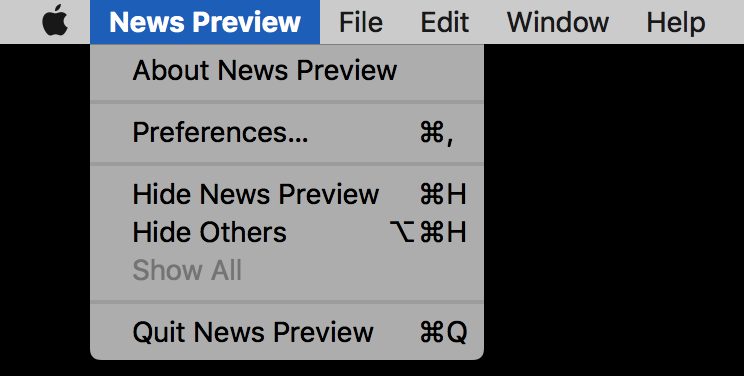 News Preview File Edit Window Help
About News Preview
Preferences... ⌘,
Hide News Preview ⌘H
Hide Others ⌥⌘H
Show All
Quit News Preview ⌘Q